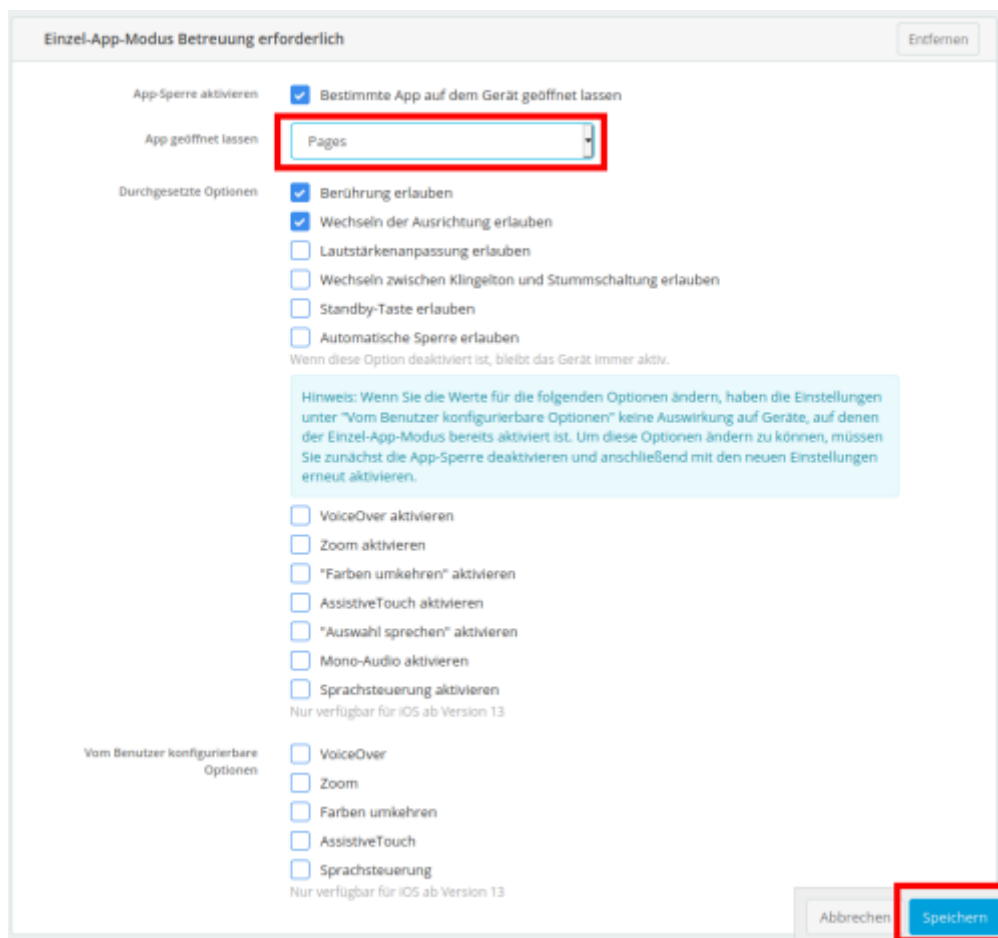 Einzel-App-Modus Betreuung erforderlich
Entfernen
App-Sperre aktivieren
Bestimmte App auf dem Gerät geöffnet lassen
App geöffnet lassen
Pages
Durchgesetzte Optionen
Berührung erlauben
Wechseln der Ausrichtung erlauben
Lautstärkenanpassung erlauben
Wechseln zwischen Klingelton und Stummschaltung erlauben
Standby-Taste erlauben
Automatische Sperre erlauben
Wenn diese Option deaktiviert ist, bleibt das Gerät immer aktiv.
Hinweis: Wenn Sie die Werte für die folgenden Optionen ändern, haben die Einstellungen
unter "Vom Benutzer konfigurierbare Optionen" keine Auswirkung auf Geräte, auf denen
der Einzel-App-Modus bereits aktiviert ist. Um diese Optionen ändern zu können, müssen
Sie zunächst die App-Sperre deaktivieren und anschließend mit den neuen Einstellungen
erneut aktivieren.
VoiceOver aktivieren
Zoom aktivieren
"Farben umkehren" aktivieren
AssistiveTouch aktivieren
"Auswahl sprechen" aktivieren
Mono-Audio aktivieren
Sprachsteuerung aktivieren
Nur verfügbar für iOS ab Version 13
Vom Benutzer konfigurierbare
Optionen
VoiceOver
Zoom
Farben umkehren
AssistiveTouch
Sprachsteuerung
Nur verfügbar für iOS ab Version 13
Abbrechen
Speichern